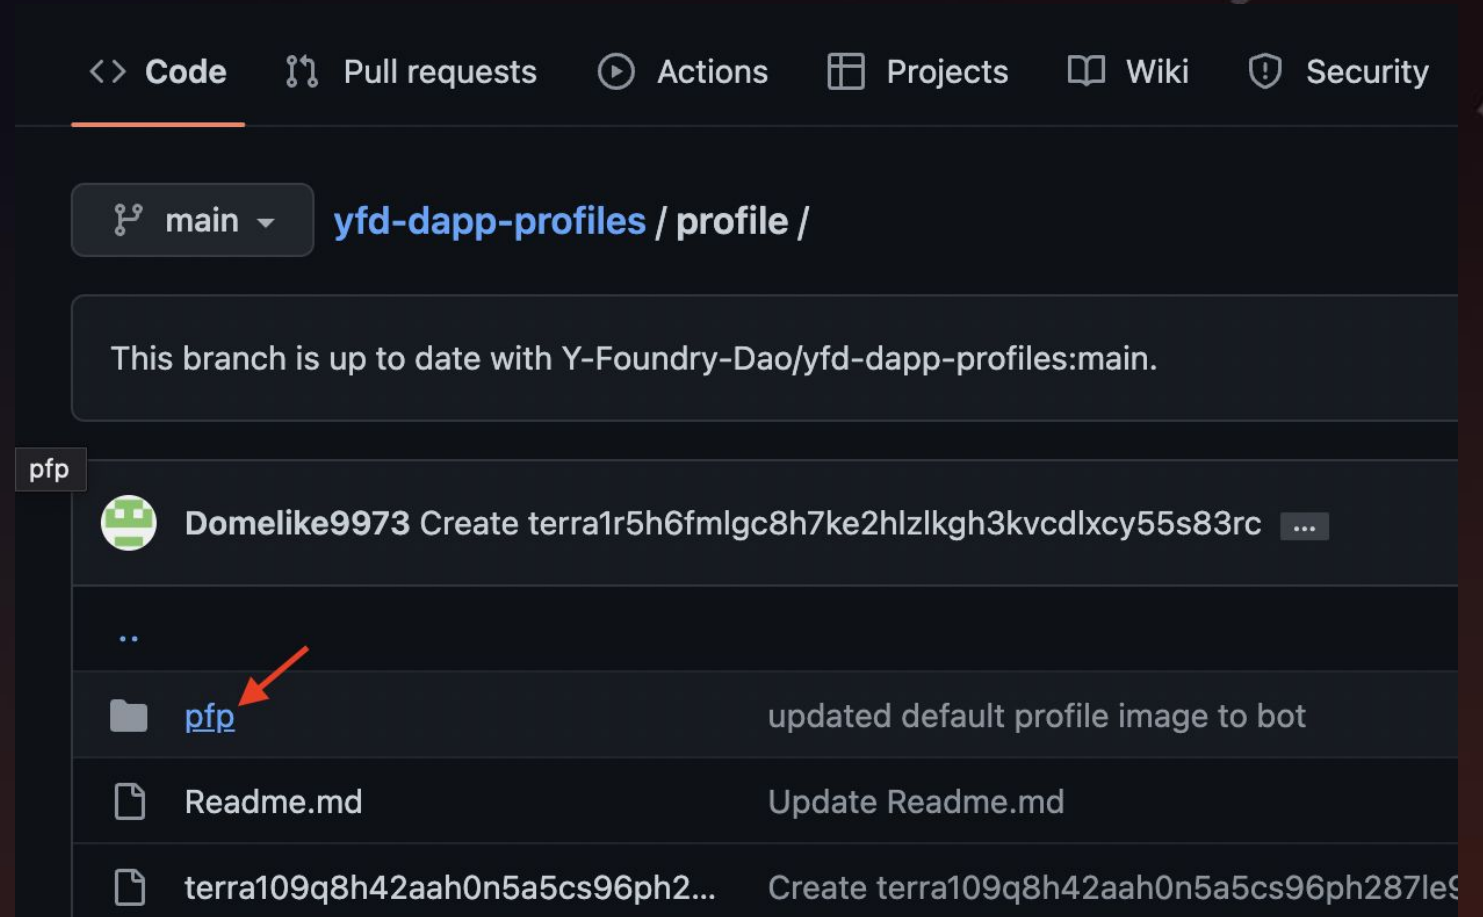 Code Pull requests Actions Projects Wiki Security
main yfd-dapp-profiles / profile /
This branch is up to date with Y-Foundry-Dao/yfd-dapp-profiles:main.
pfp
Domelike9973 Create terra1r5h6fmlgc8h7ke2hlzlkgh3kvcdlxcy55s83rc ...
..
pfp updated default profile image to bot
Readme.md Update Readme.md
terra109q8h42aah0n5a5cs96ph2... Create terra109q8h42aah0n5a5cs96ph287le9